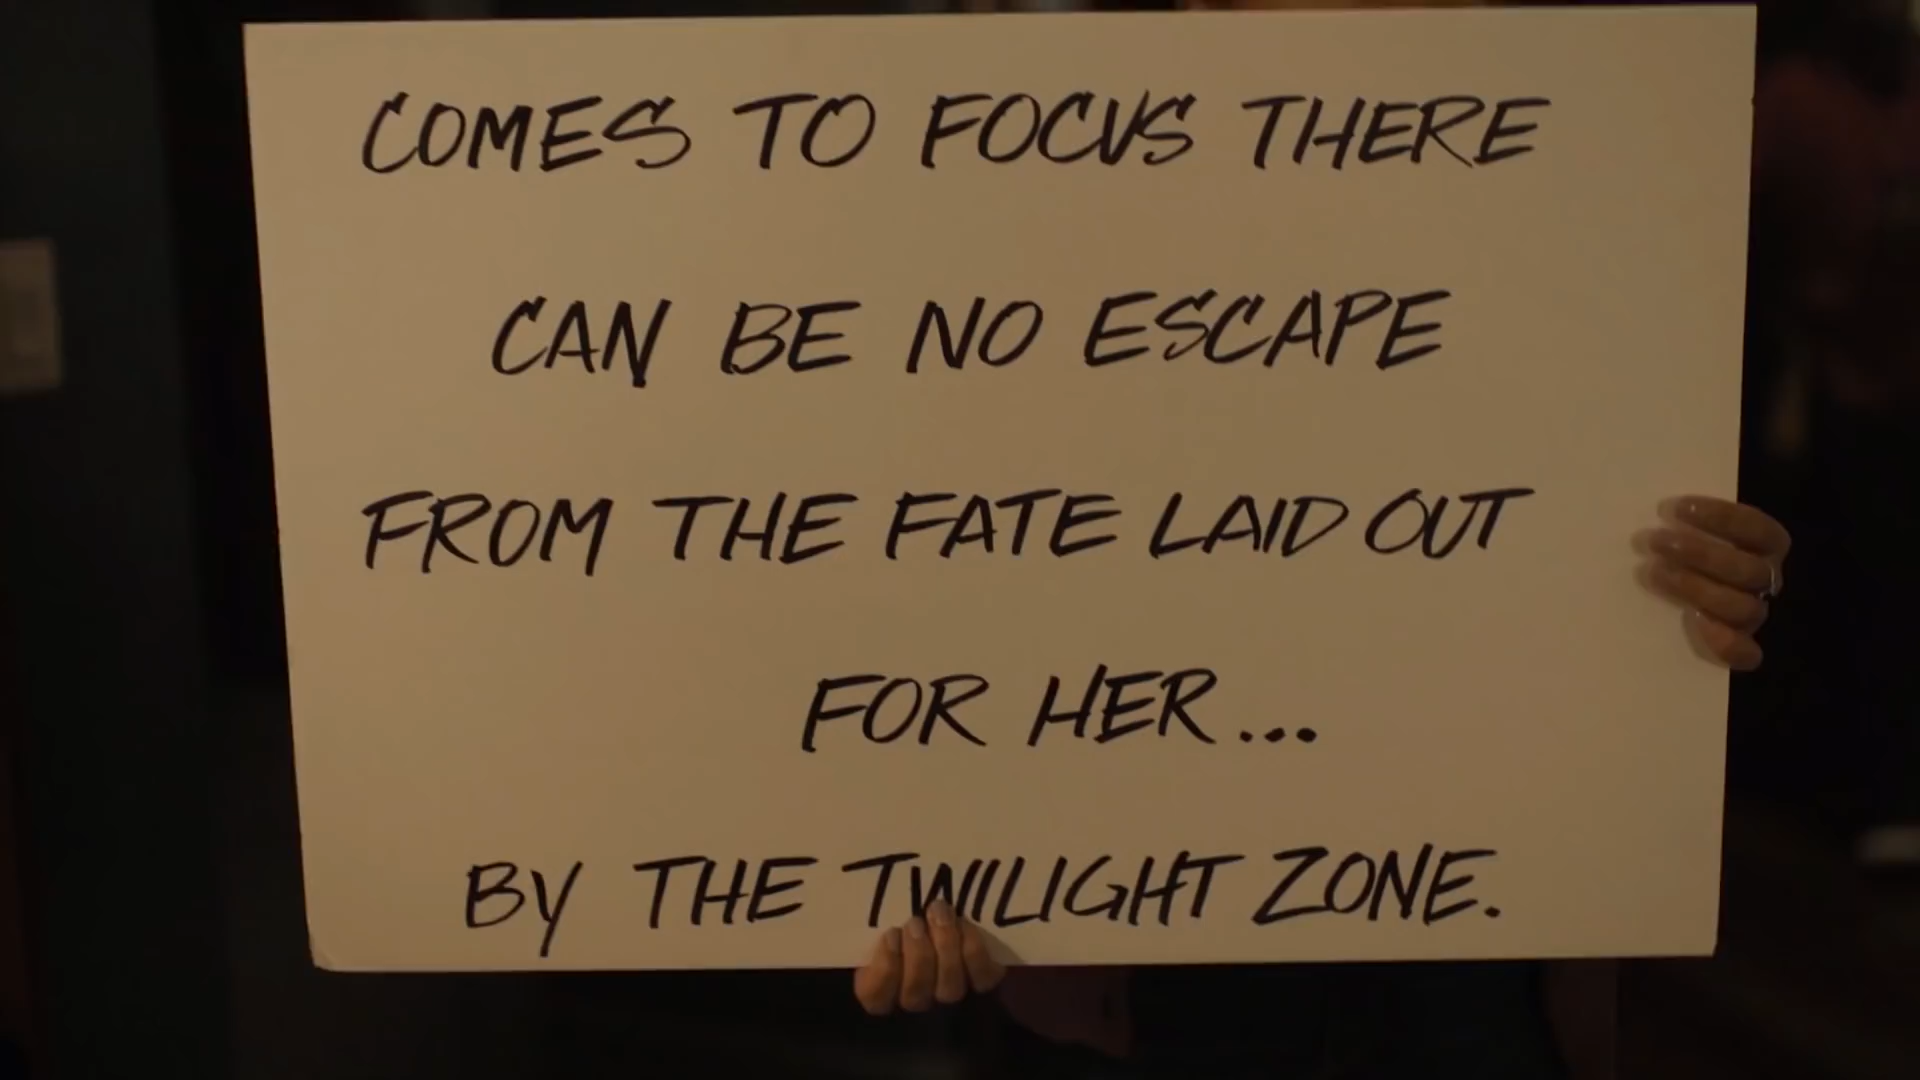 COMES TO FOCUS THERE
CAN BE NO ESCAPE
FROM THE FATE LAID OUT
FOR HER...
BY THE TWILIGHT ZONE.